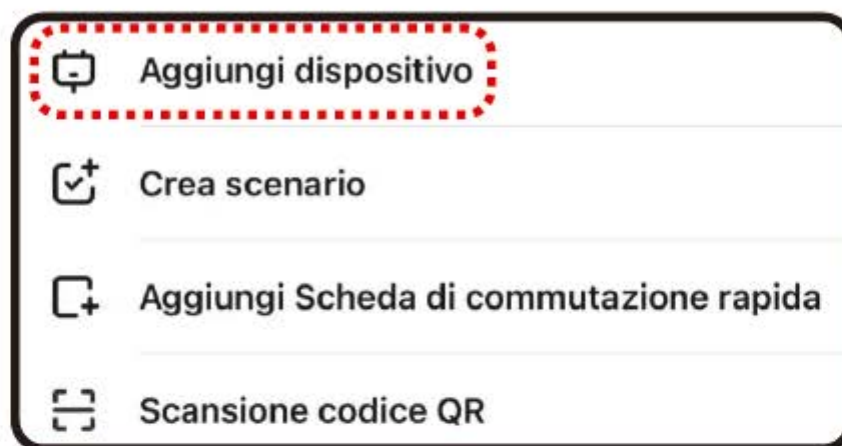 Aggiungi dispositivo
Crea scenario
Aggiungi Scheda di commutazione rapida
Scansione codice QR